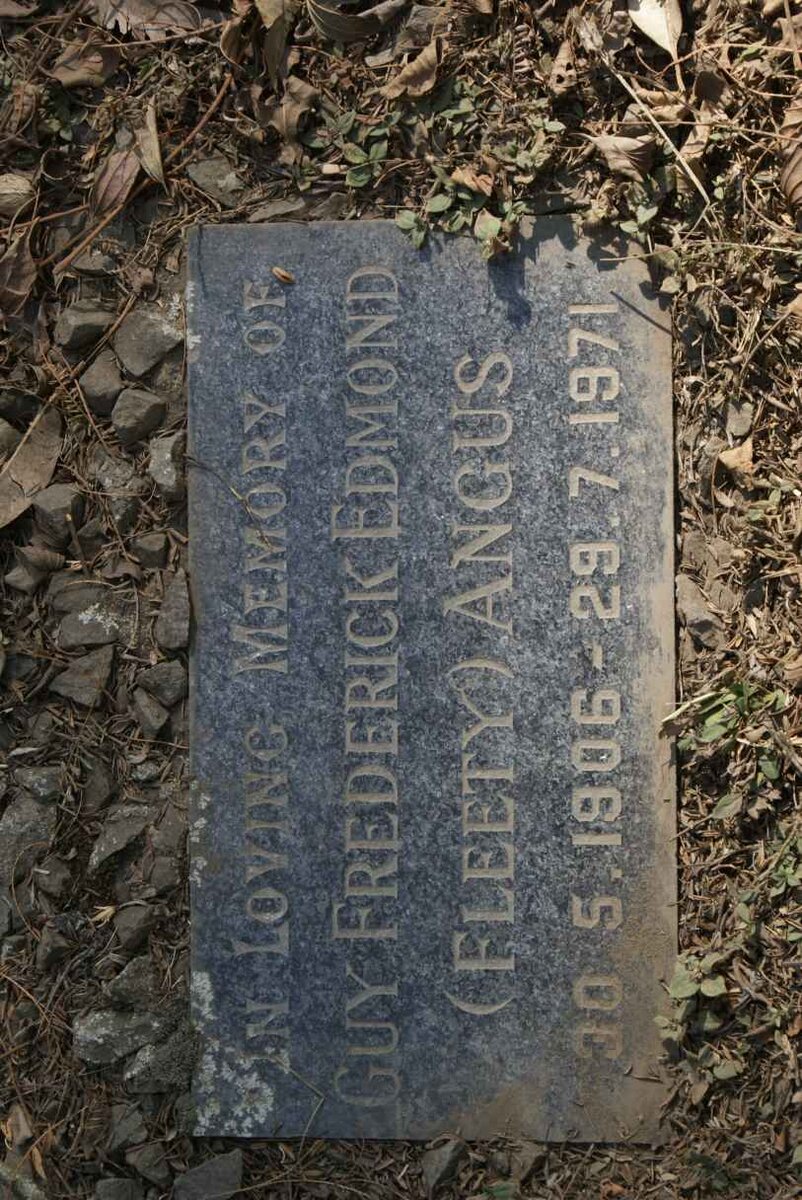 IN LOVING MEMORY OF
GUY FREDERICK EDMOND
(FLEETY) ANGUS
30 5.1906-29.7.1971